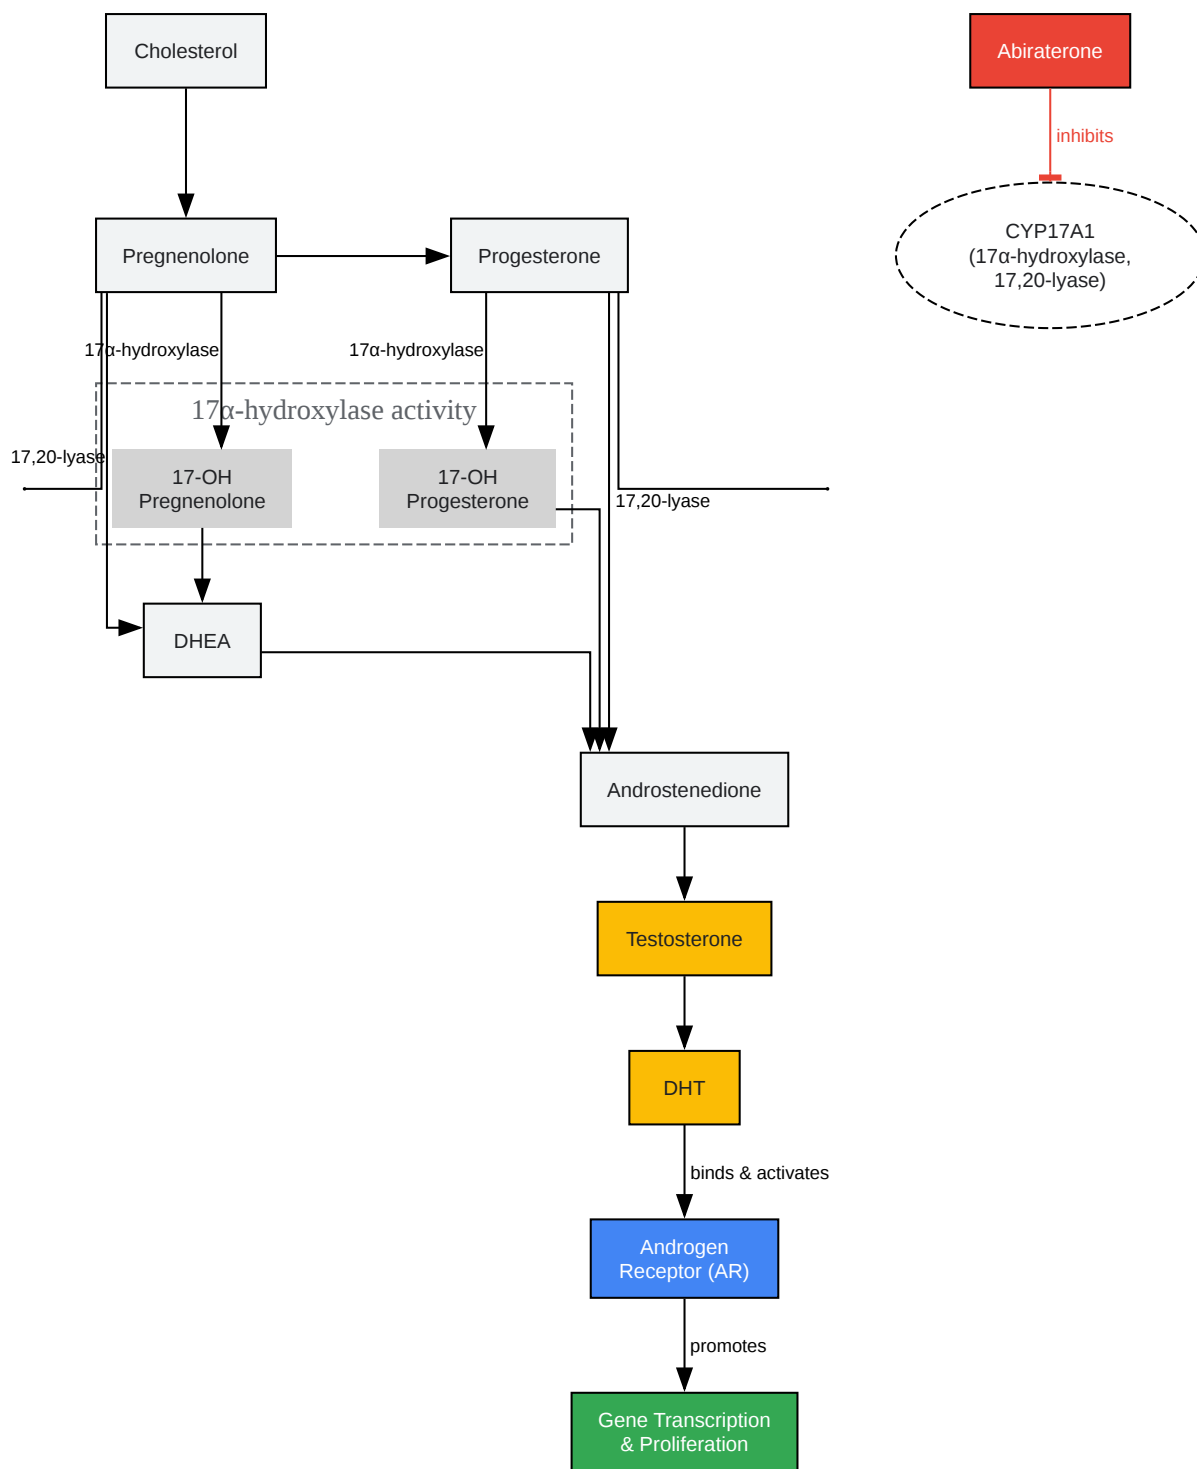 Cholesterol
Abiraterone
inhibits
Pregnenolone
Progesterone
CYP17A1
(17α-hydroxylase,
17,20-lyase)
17α-hydroxylase
17α-hydroxylase
17α-hydroxylase activity
17,20-lyase
17-OH
Pregnenolone
17-OH
Progesterone
17,20-lyase
DHEA
Androstenedione
Testosterone
DHT
binds & activates
Androgen
Receptor (AR)
promotes
Gene Transcription
& Proliferation